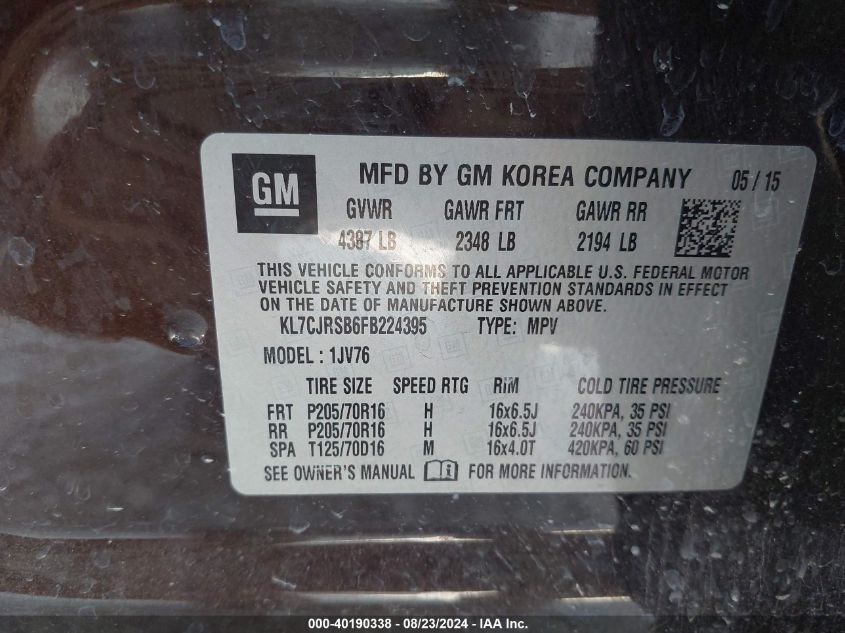 GM
MFD BY GM KOREA COMPANY 05 / 15
GVWR GAWR FRT GAWR RR
4387 LB 2348 LB 2194 LB
THIS VEHICLE CONFORMS TO ALL APPLICABLE U.S. FEDERAL MOTOR
VEHICLE SAFETY AND THEFT PREVENTION STANDARDS IN EFFECT
ON THE DATE OF MANUFACTURE SHOWN ABOVE.
KL7CJRSB6FB224395 TYPE: MPV
MODEL : 1JV76
TIRE SIZE SPEED RTG RIM COLD TIRE PRESSURE
FRT P205/70R16 H 16x6.5J 240KPA, 35 PSI
RR P205/70R16 H 16x6.5J 240KPA, 35 PSI
SPA T125/70D16 M 16x4.0T 420KPA, 60 PSI
SEE OWNER'S MANUAL FOR MORE INFORMATION.
000-40190338 - 08/23/2024 - IAA Inc.